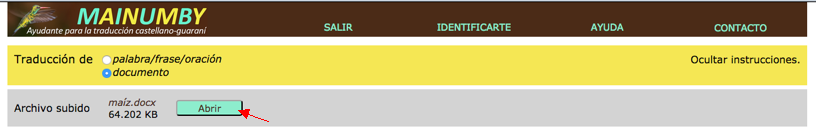 MAINUMBY
Ayudante para la traducción castellano-guaraní
SALIR IDENTIFICARTE AYUDA CONTACTO
Traducción de palabra/frase/oración Ocultar instrucciones.
documento
Archivo subido maíz.docx Abrir
64.202 KB